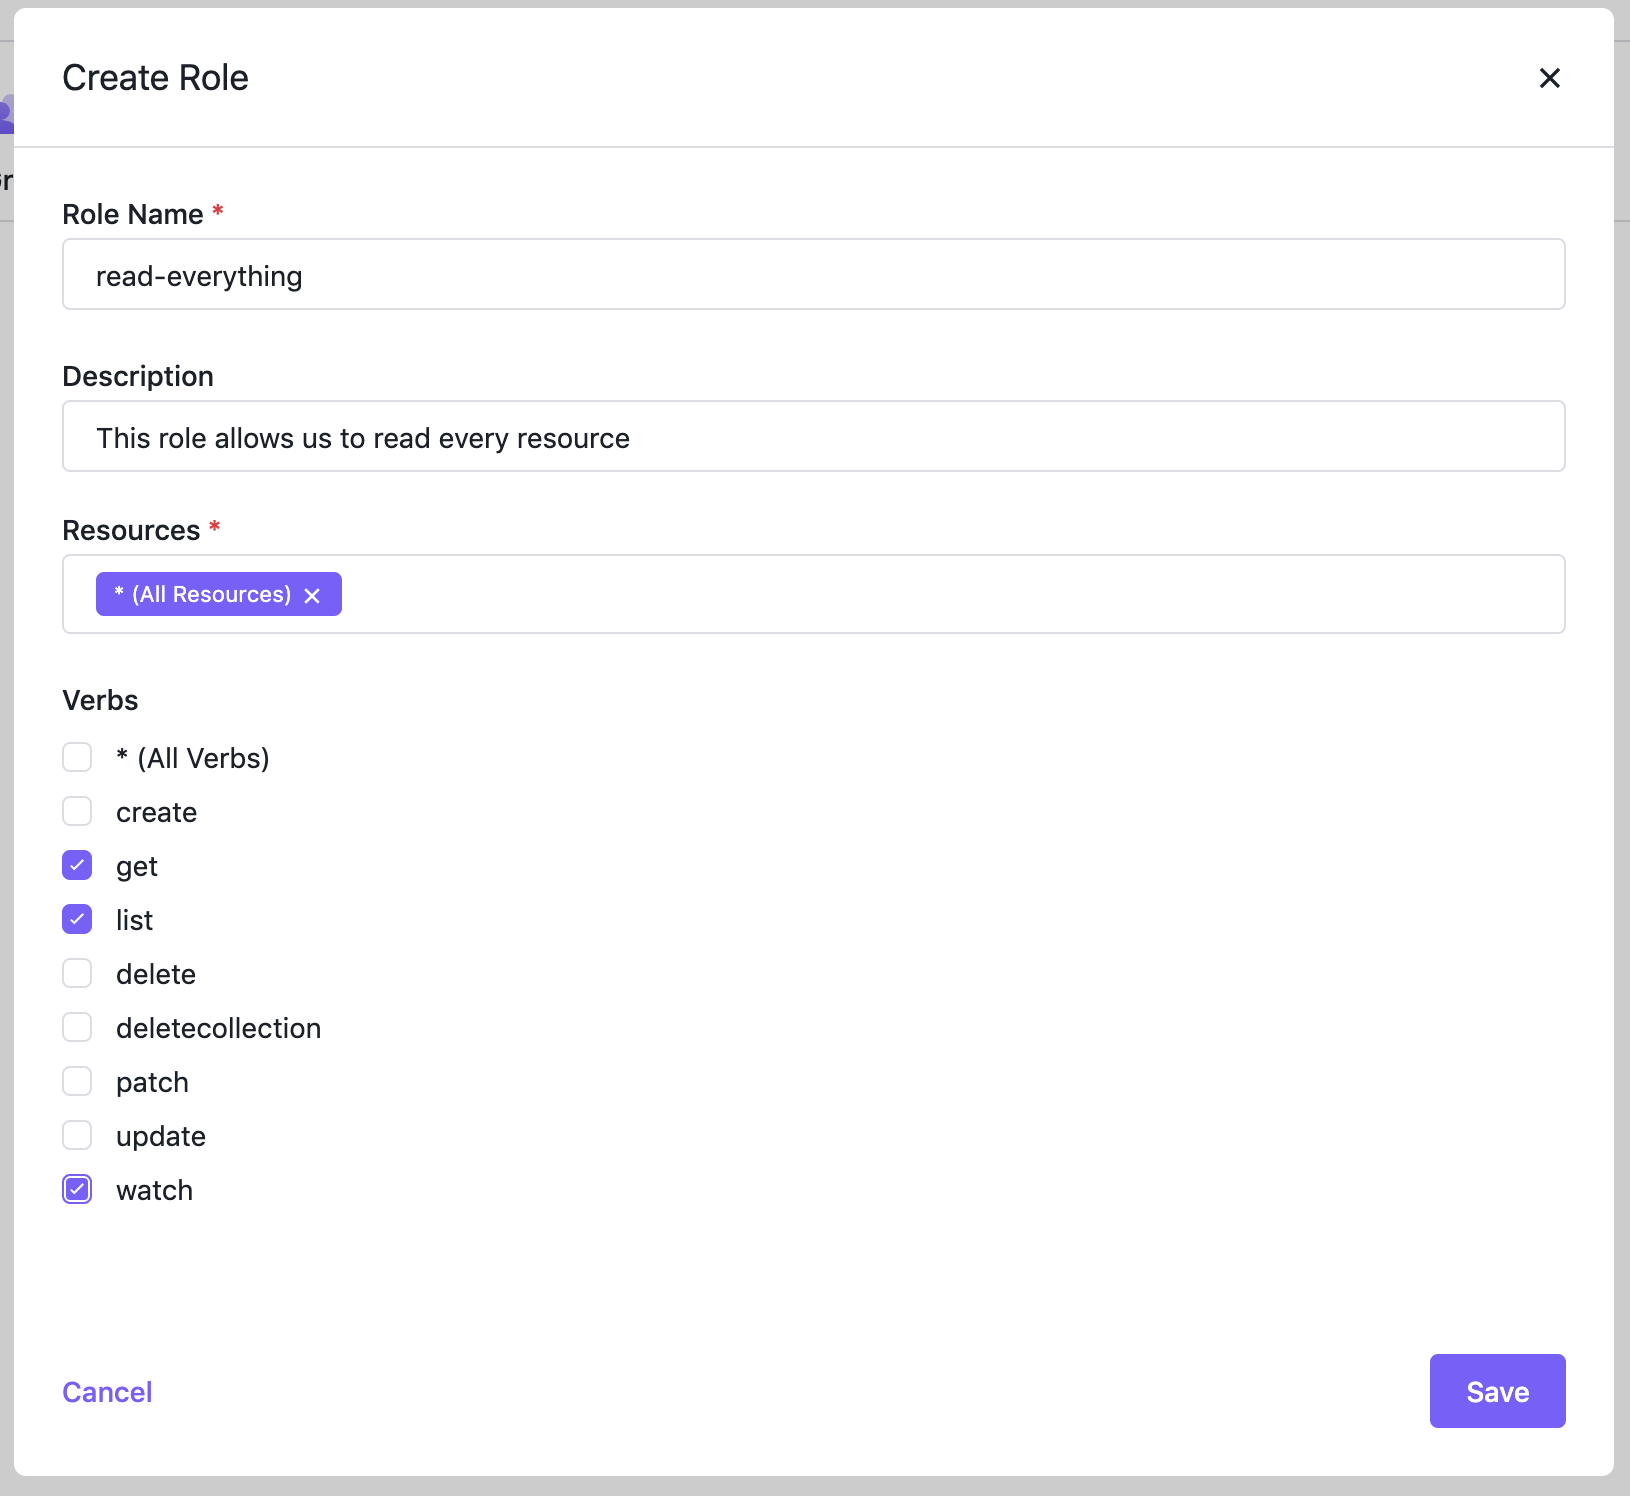 Create Role
Role Name *
read-everything
Description
This role allows us to read every resource
Resources *
* (All Resources)
Verbs
* (All Verbs)
create
get
list
delete
deletecollection
patch
update
watch
Cancel
Save